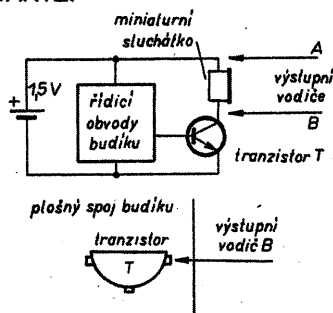 miniaturní
sluchátko
A
1,5V
+
řídicí
obvody
budíku
výstupní
vodiče
B
tranzistor T
plošný spoj budíku
tranzistor
T
výstupní
vodič B